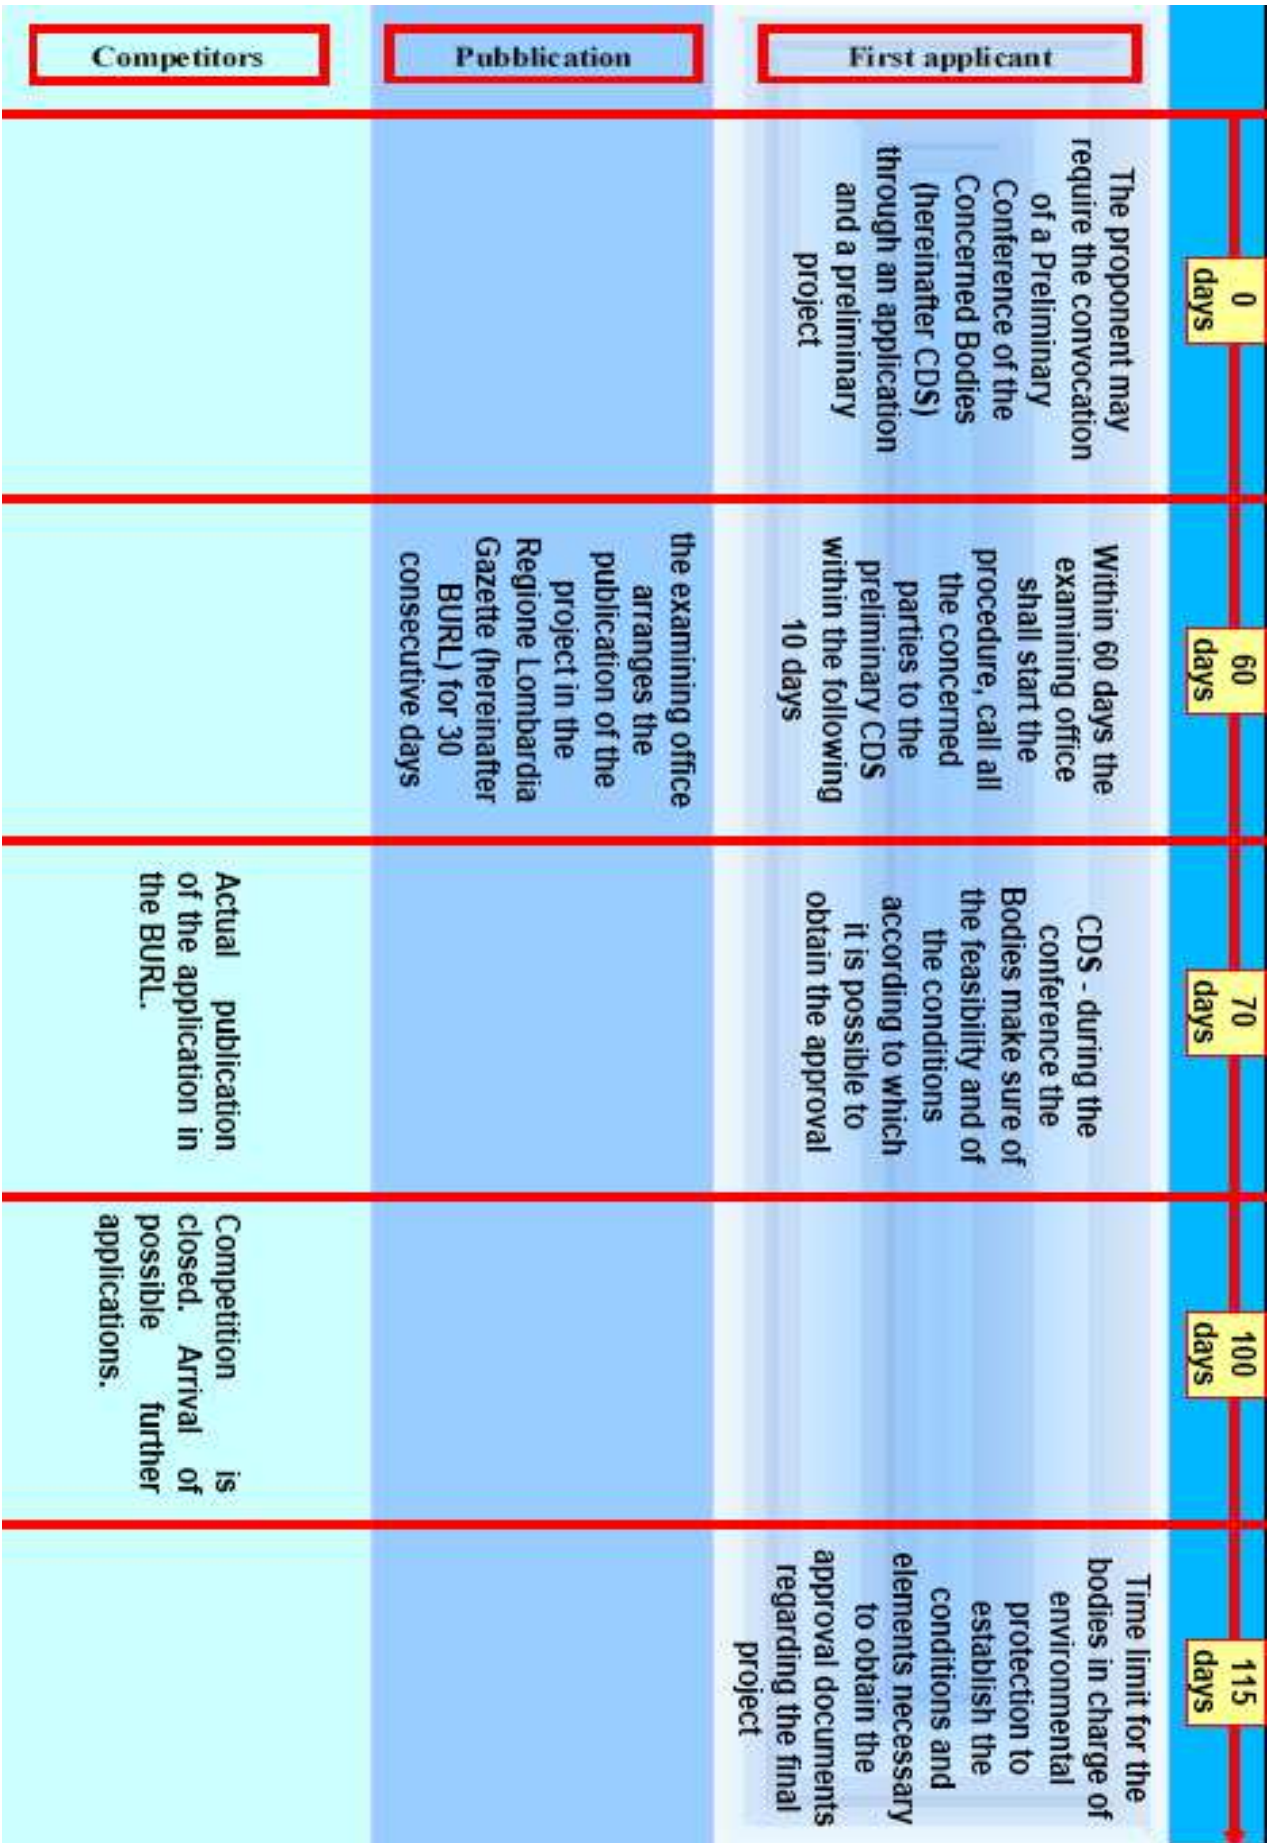 0
days
60
days
70
days
100
days
115
days
First applicant
The proponent may
require the convocation
of a Preliminary
Conference of the
Concerned Bodies
(hereinafter CDS)
through an application
and a preliminary
project
Within 60 days the
examining office
shall start the
procedure, call all
the concerned
parties to the
preliminary CDS
within the following
10 days
CDS - during the
conference the
Bodies make sure of
the feasibility and of
the conditions
according to which
it is possible to
obtain the approval
Time limit for the
bodies in charge of
environmental
protection to
establish the
conditions and
elements necessary
to obtain the
approval documents
regarding the final
project
Pubblication
the examining office
arranges the
publication of the
project in the
Regione Lombardia
Gazette (hereinafter
BURL) for 30
consecutive days
Competitors
Actual publication
of the application in
the BURL.
Competition is
closed. Arrival of
possible further
applications.